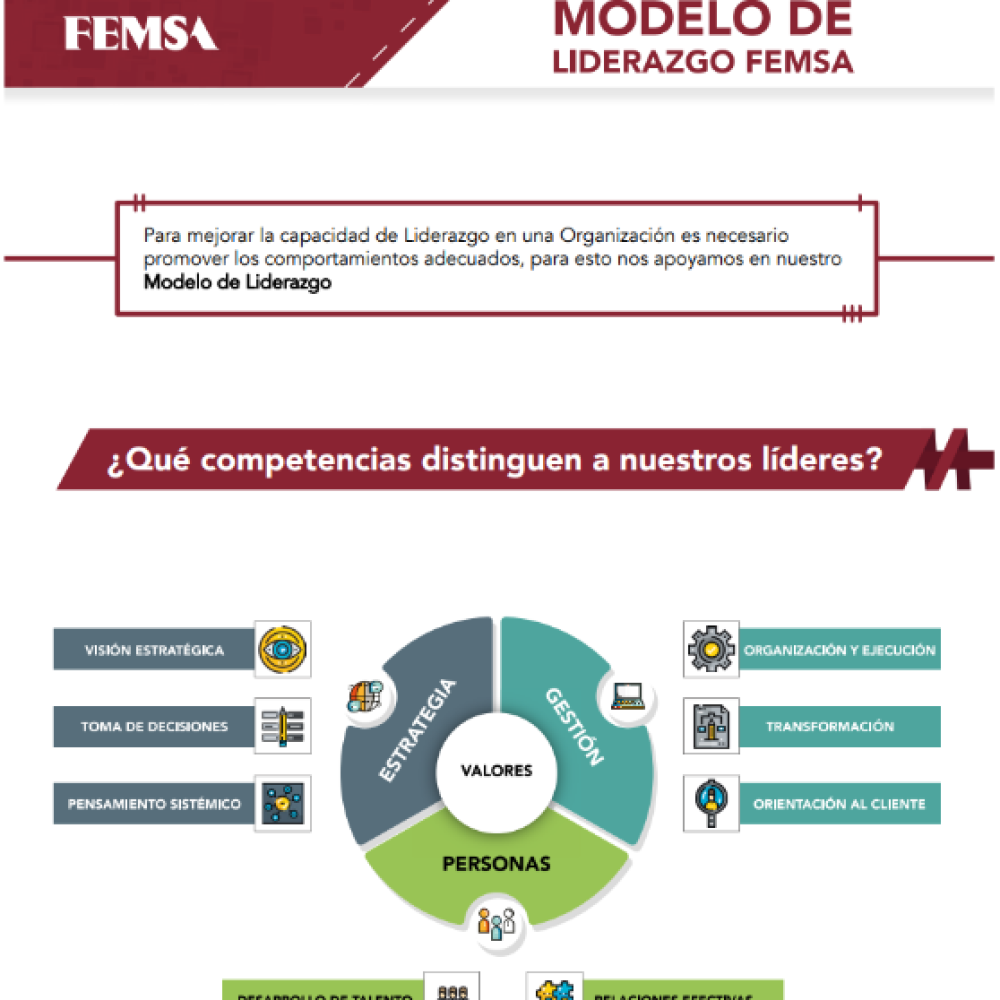 FEMSA
MODELO DE
LIDERAZGO FEMSA
Para mejorar la capacidad de Liderazgo en una Organización es necesario
promover los comportamientos adecuados, para esto nos apoyamos en nuestro
Modelo de Liderazgo
¿Qué competencias distinguen a nuestros líderes?
VISIÓN ESTRATÉGICA
TOMA DE DECISIONES
PENSAMIENTO SISTÉMICO
ESTRATEGIA
GESTIÓN
VALORES
PERSONAS
ORGANIZACIÓN Y EJECUCIÓN
TRANSFORMACIÓN
ORIENTACIÓN AL CLIENTE
DESARROLLO DE TALENTO
RELACIONES EFECTIVAS